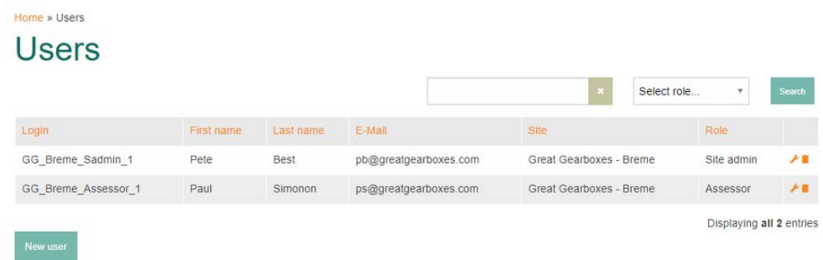 Home » Users
Users
Select role... Search
Login First name Last name E-Mail Site Role
GG_Breme_Sadmin_1 Pete Best pb@greatgearboxes.com Great Gearboxes - Breme Site admin
GG_Breme_Assessor_1 Paul Simonon ps@greatgearboxes.com Great Gearboxes - Breme Assessor
Displaying all 2 entries
New user